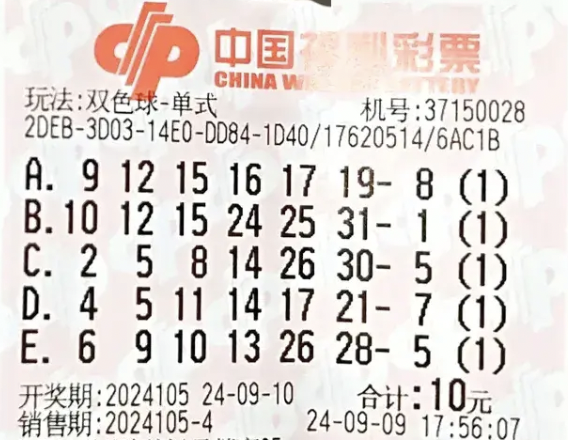 中国福利彩票
CHINA WELFARE LOTTERY
玩法:双色球-单式 机号:37150028
2DEB-3D03-14E0-DD84-1D40/17620514/6AC1B
A. 9 12 15 16 17 19- 8 (1)
B.10 12 15 24 25 31- 1 (1)
C. 2 5 8 14 26 30- 5 (1)
D. 4 5 11 14 17 21- 7 (1)
E. 6 9 10 13 26 28- 5 (1)
开奖期:2024105 24-09-10 合计:10元
销售期:2024105-4 24-09-09 17:56:07